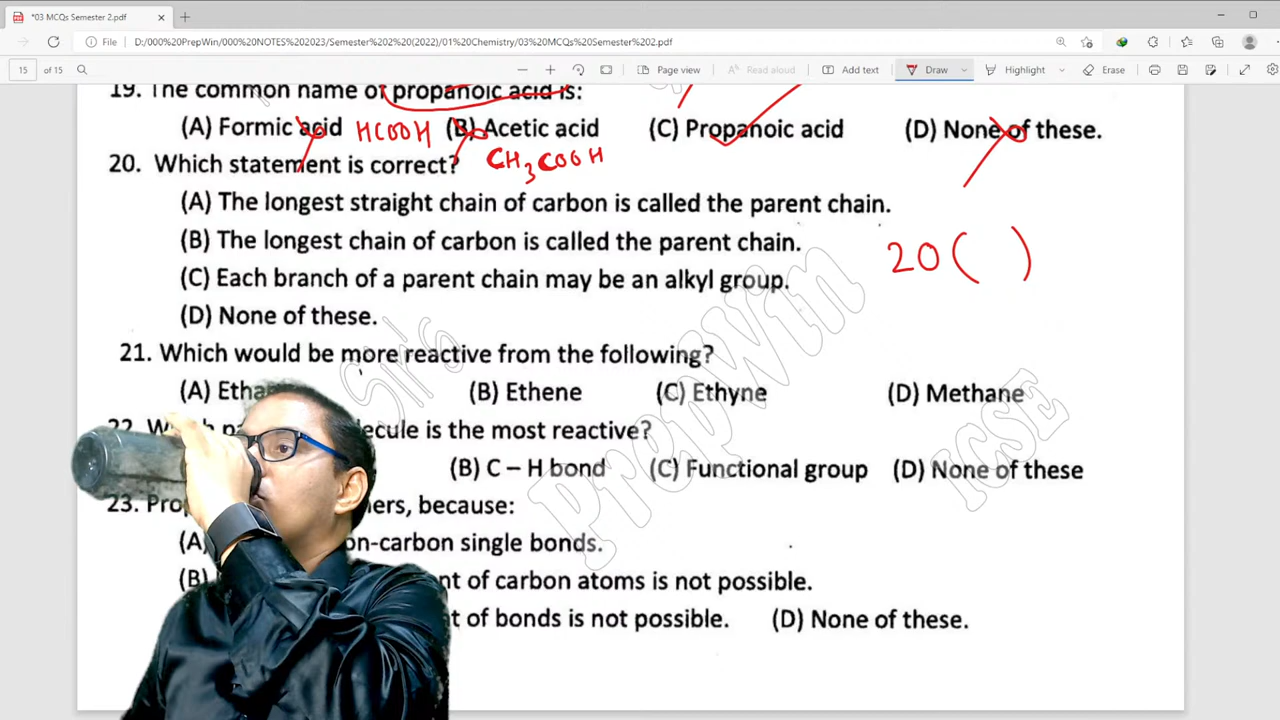 *03 MCQs Semester 2.pdf
File D:/000%20PrepWin/000%20NOTES%202023/Semester%202%20(2022)/01%20Chemistry/03%20MCQs%20Semester%202.pdf
15 of 15 Page view Read aloud Add text Draw Highlight Erase
19. The common name of propanoic acid is:
(A) Formic acid HCOOH (B) Acetic acid (C) Propanoic acid (D) None of these.
CH3COOH
20. Which statement is correct?
(A) The longest straight chain of carbon is called the parent chain.
(B) The longest chain of carbon is called the parent chain.
20( )
(C) Each branch of a parent chain may be an alkyl group.
(D) None of these.
21. Which would be more reactive from the following?
(A) Etha (B) Ethene (C) Ethyne (D) Methane
22. W ecule is the most reactive?
(B) C – H bond (C) Functional group (D) None of these
23. Pro ers, because:
(A) on-carbon single bonds.
(B) nt of carbon atoms is not possible.
t of bonds is not possible. (D) None of these.
Sir's
PrepWin
ICSE